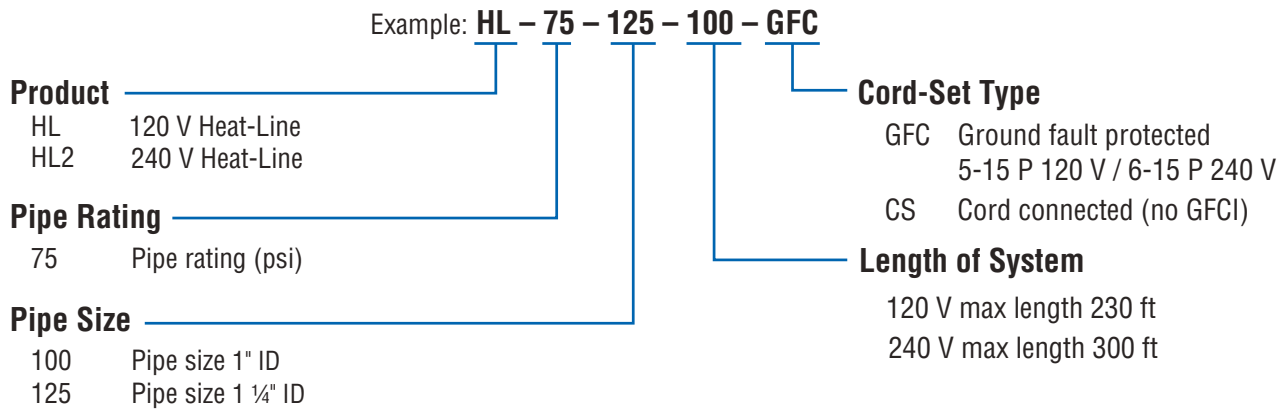 Example: HL – 75 – 125 – 100 – GFC
Product
HL 120 V Heat-Line
HL2 240 V Heat-Line
Pipe Rating
75 Pipe rating (psi)
Pipe Size
100 Pipe size 1" ID
125 Pipe size 1 ¼" ID
Cord-Set Type
GFC Ground fault protected
5-15 P 120 V / 6-15 P 240 V
CS Cord connected (no GFCI)
Length of System
120 V max length 230 ft
240 V max length 300 ft